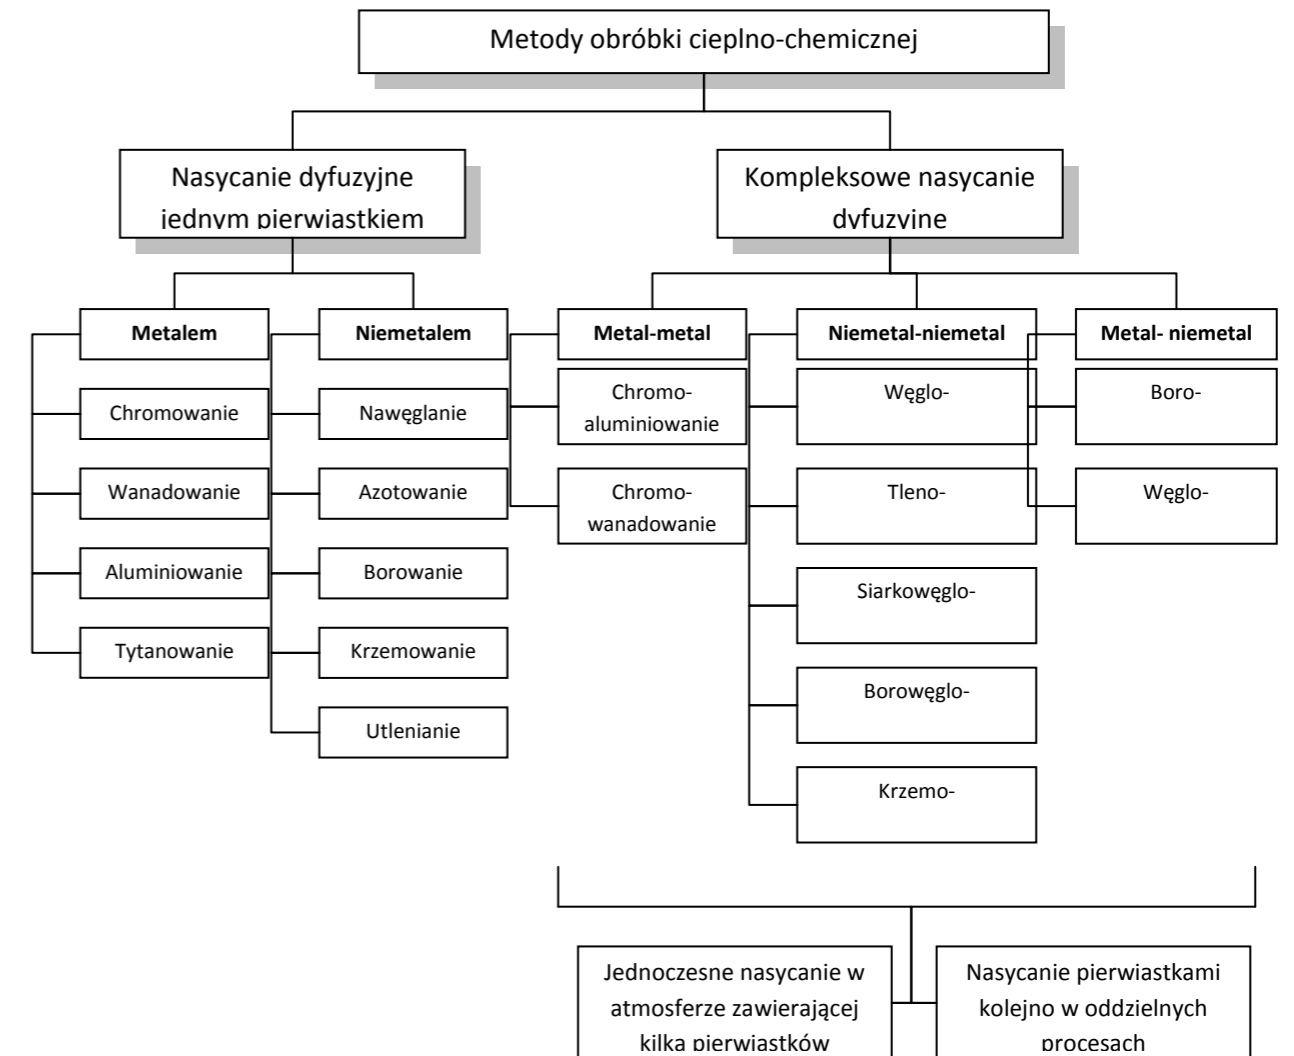 Metody obróbki cieplno-chemicznej
Nasycanie dyfuzyjne
jednym pierwiastkiem
Kompleksowe nasycanie
dyfuzyjne
Metalem
Niemetalem
Metal-metal
Niemetal-niemetal
Metal- niemetal
Chromowanie
Wanadowanie
Aluminiowanie
Tytanowanie
Nawęglanie
Azotowanie
Borowanie
Krzemowanie
Utlenianie
Chromo-
aluminiowanie
Chromo-
wanadowanie
Węglo-
Tleno-
Siarkowęglo-
Borowęglo-
Krzemo-
Boro-
Węglo-
Jednoczesne nasycanie w
atmosferze zawierającej
kilka pierwiastków
Nasycanie pierwiastkami
kolejno w oddzielnych
procesach